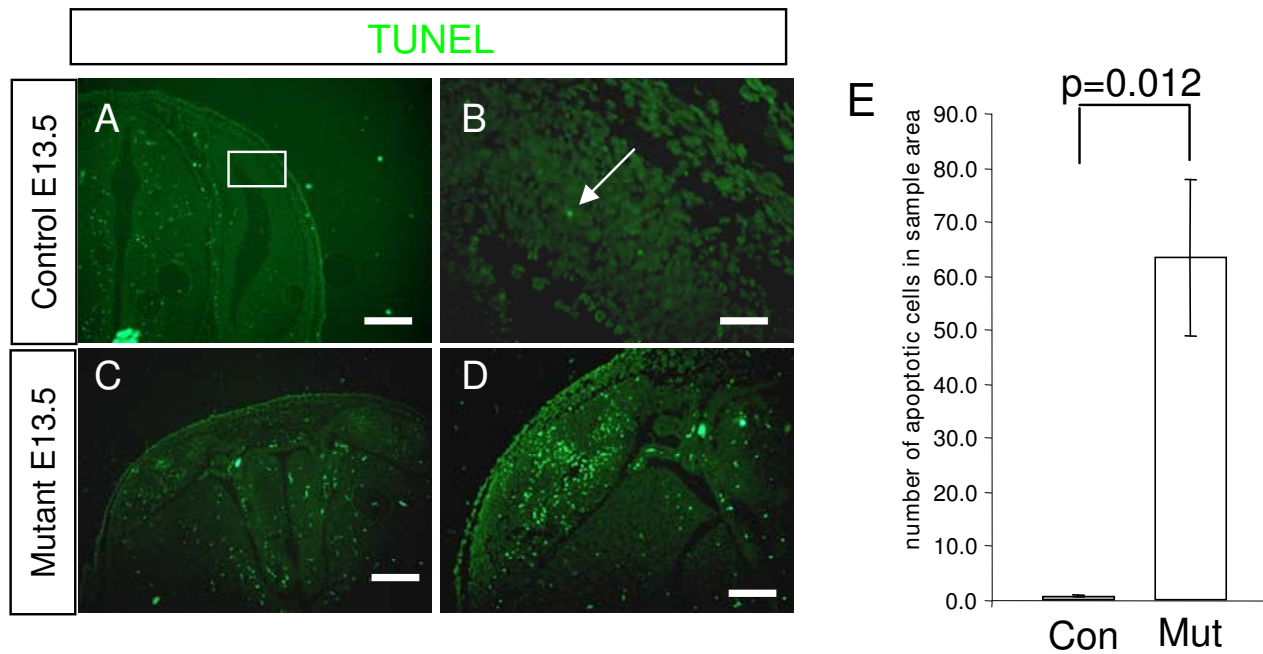 TUNEL
Control E13.5
A
B
Mutant E13.5
C
D
E
p=0.012
number of apoptotic cells in sample area
90.0
80.0
70.0
60.0
50.0
40.0
30.0
20.0
10.0
0.0
Con
Mut